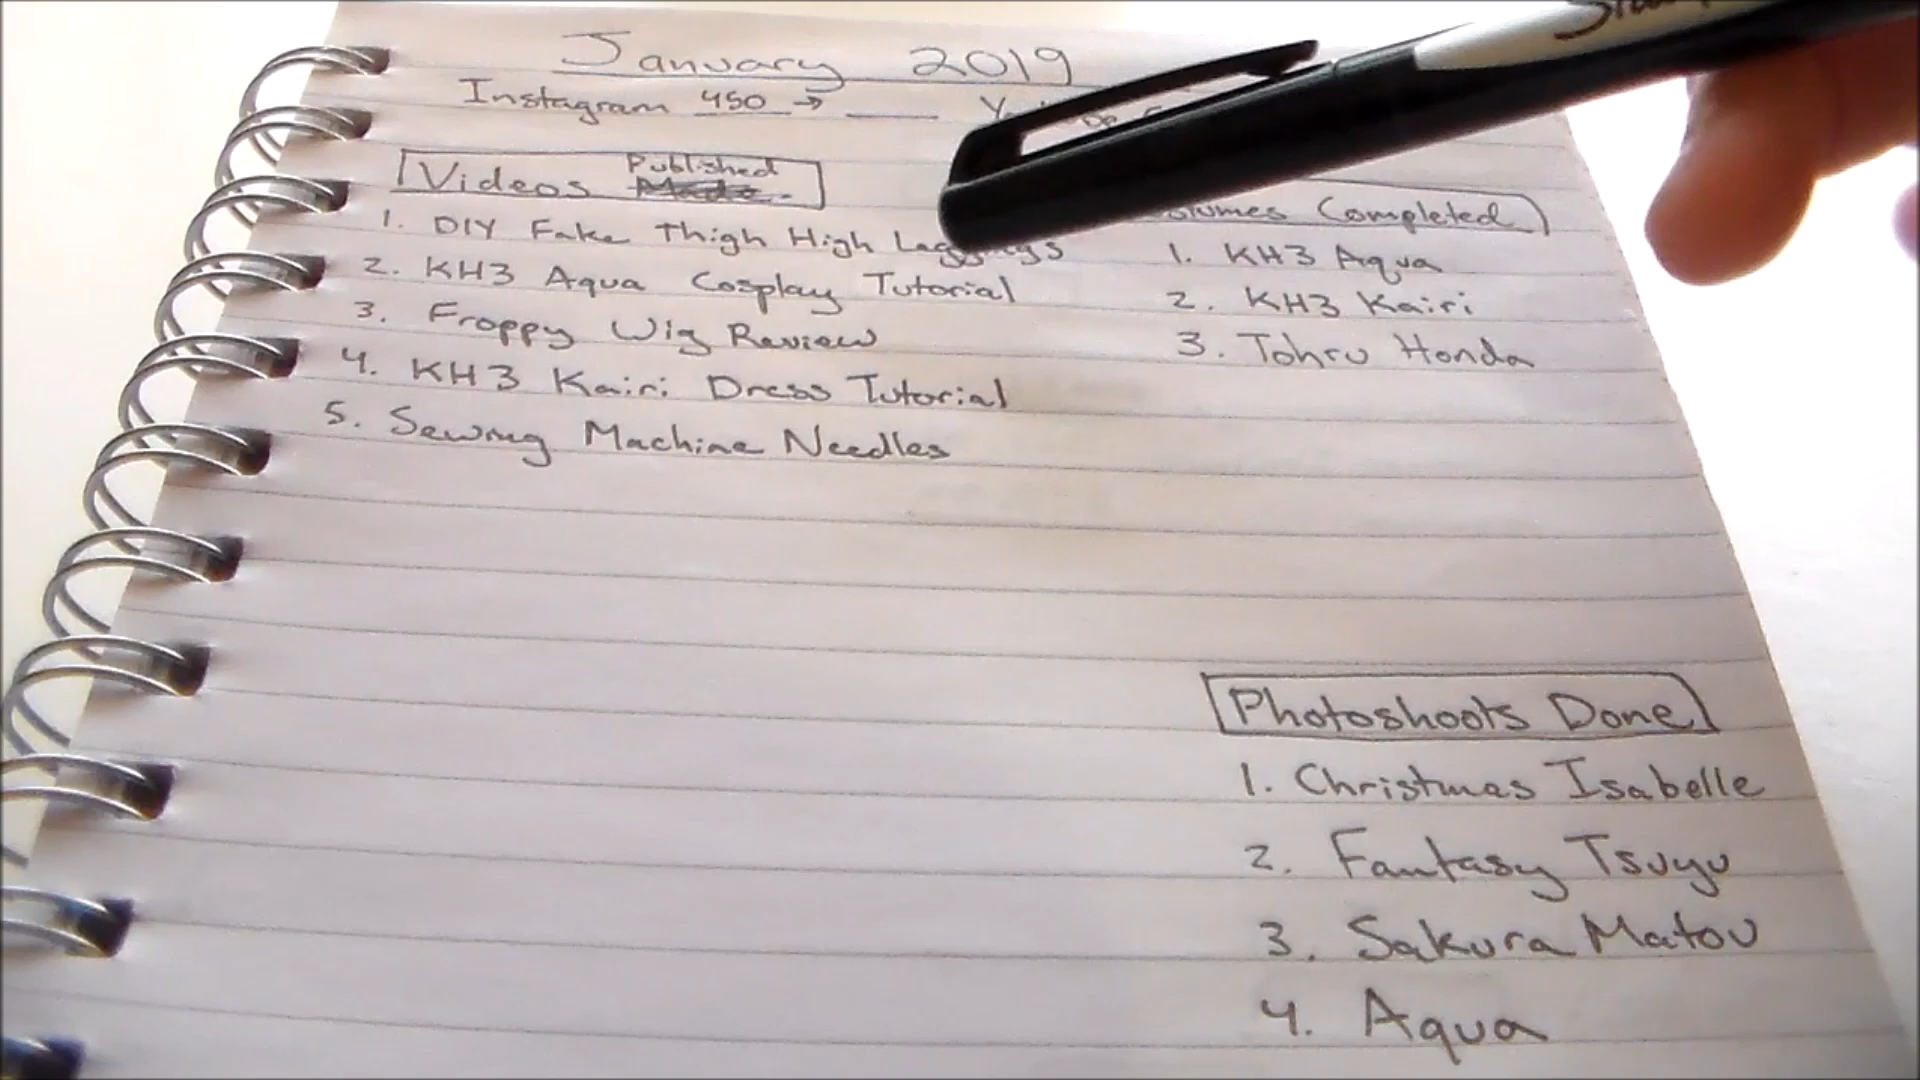 January 2019
Instagram 450 →
Videos Published
1. DIY Fake Thigh High Leggings
2. KH3 Aqua Cosplay Tutorial
3. Froppy Wig Review
4. KH3 Kairi Dress Tutorial
5. Sewing Machine Needles
Completed
1. KH3 Aqua
2. KH3 Kairi
3. Tohru Honda
Photoshoots Done
1. Christmas Isabelle
2. Fantasy Tsuyu
3. Sakura Matou
4. Aqua